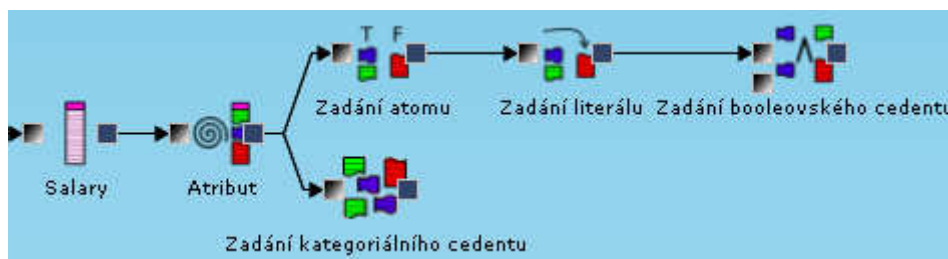 T F
Zadání atomu
Zadání literálu
Zadání booleovského cedentu
Salary
Atribut
Zadání kategoriálního cedentu